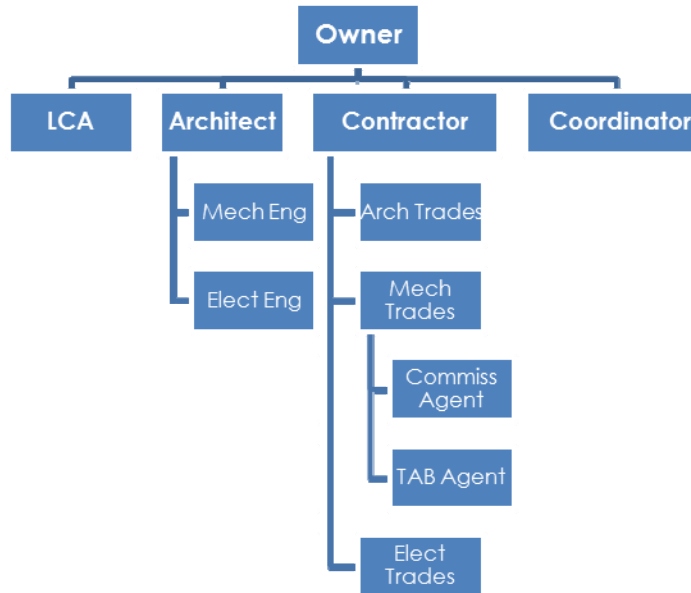 Owner
LCA
Architect
Contractor
Coordinator
Mech Eng
Elect Eng
Arch Trades
Mech
Trades
Commiss
Agent
TAB Agent
Elect
Trades